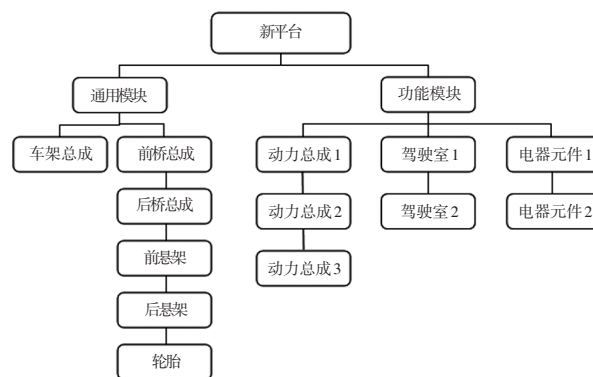 新平台
通用模块
功能模块
车架总成
前桥总成
动力总成1
驾驶室1
电器元件1
后桥总成
动力总成2
驾驶室2
电器元件2
前悬架
动力总成3
后悬架
轮胎